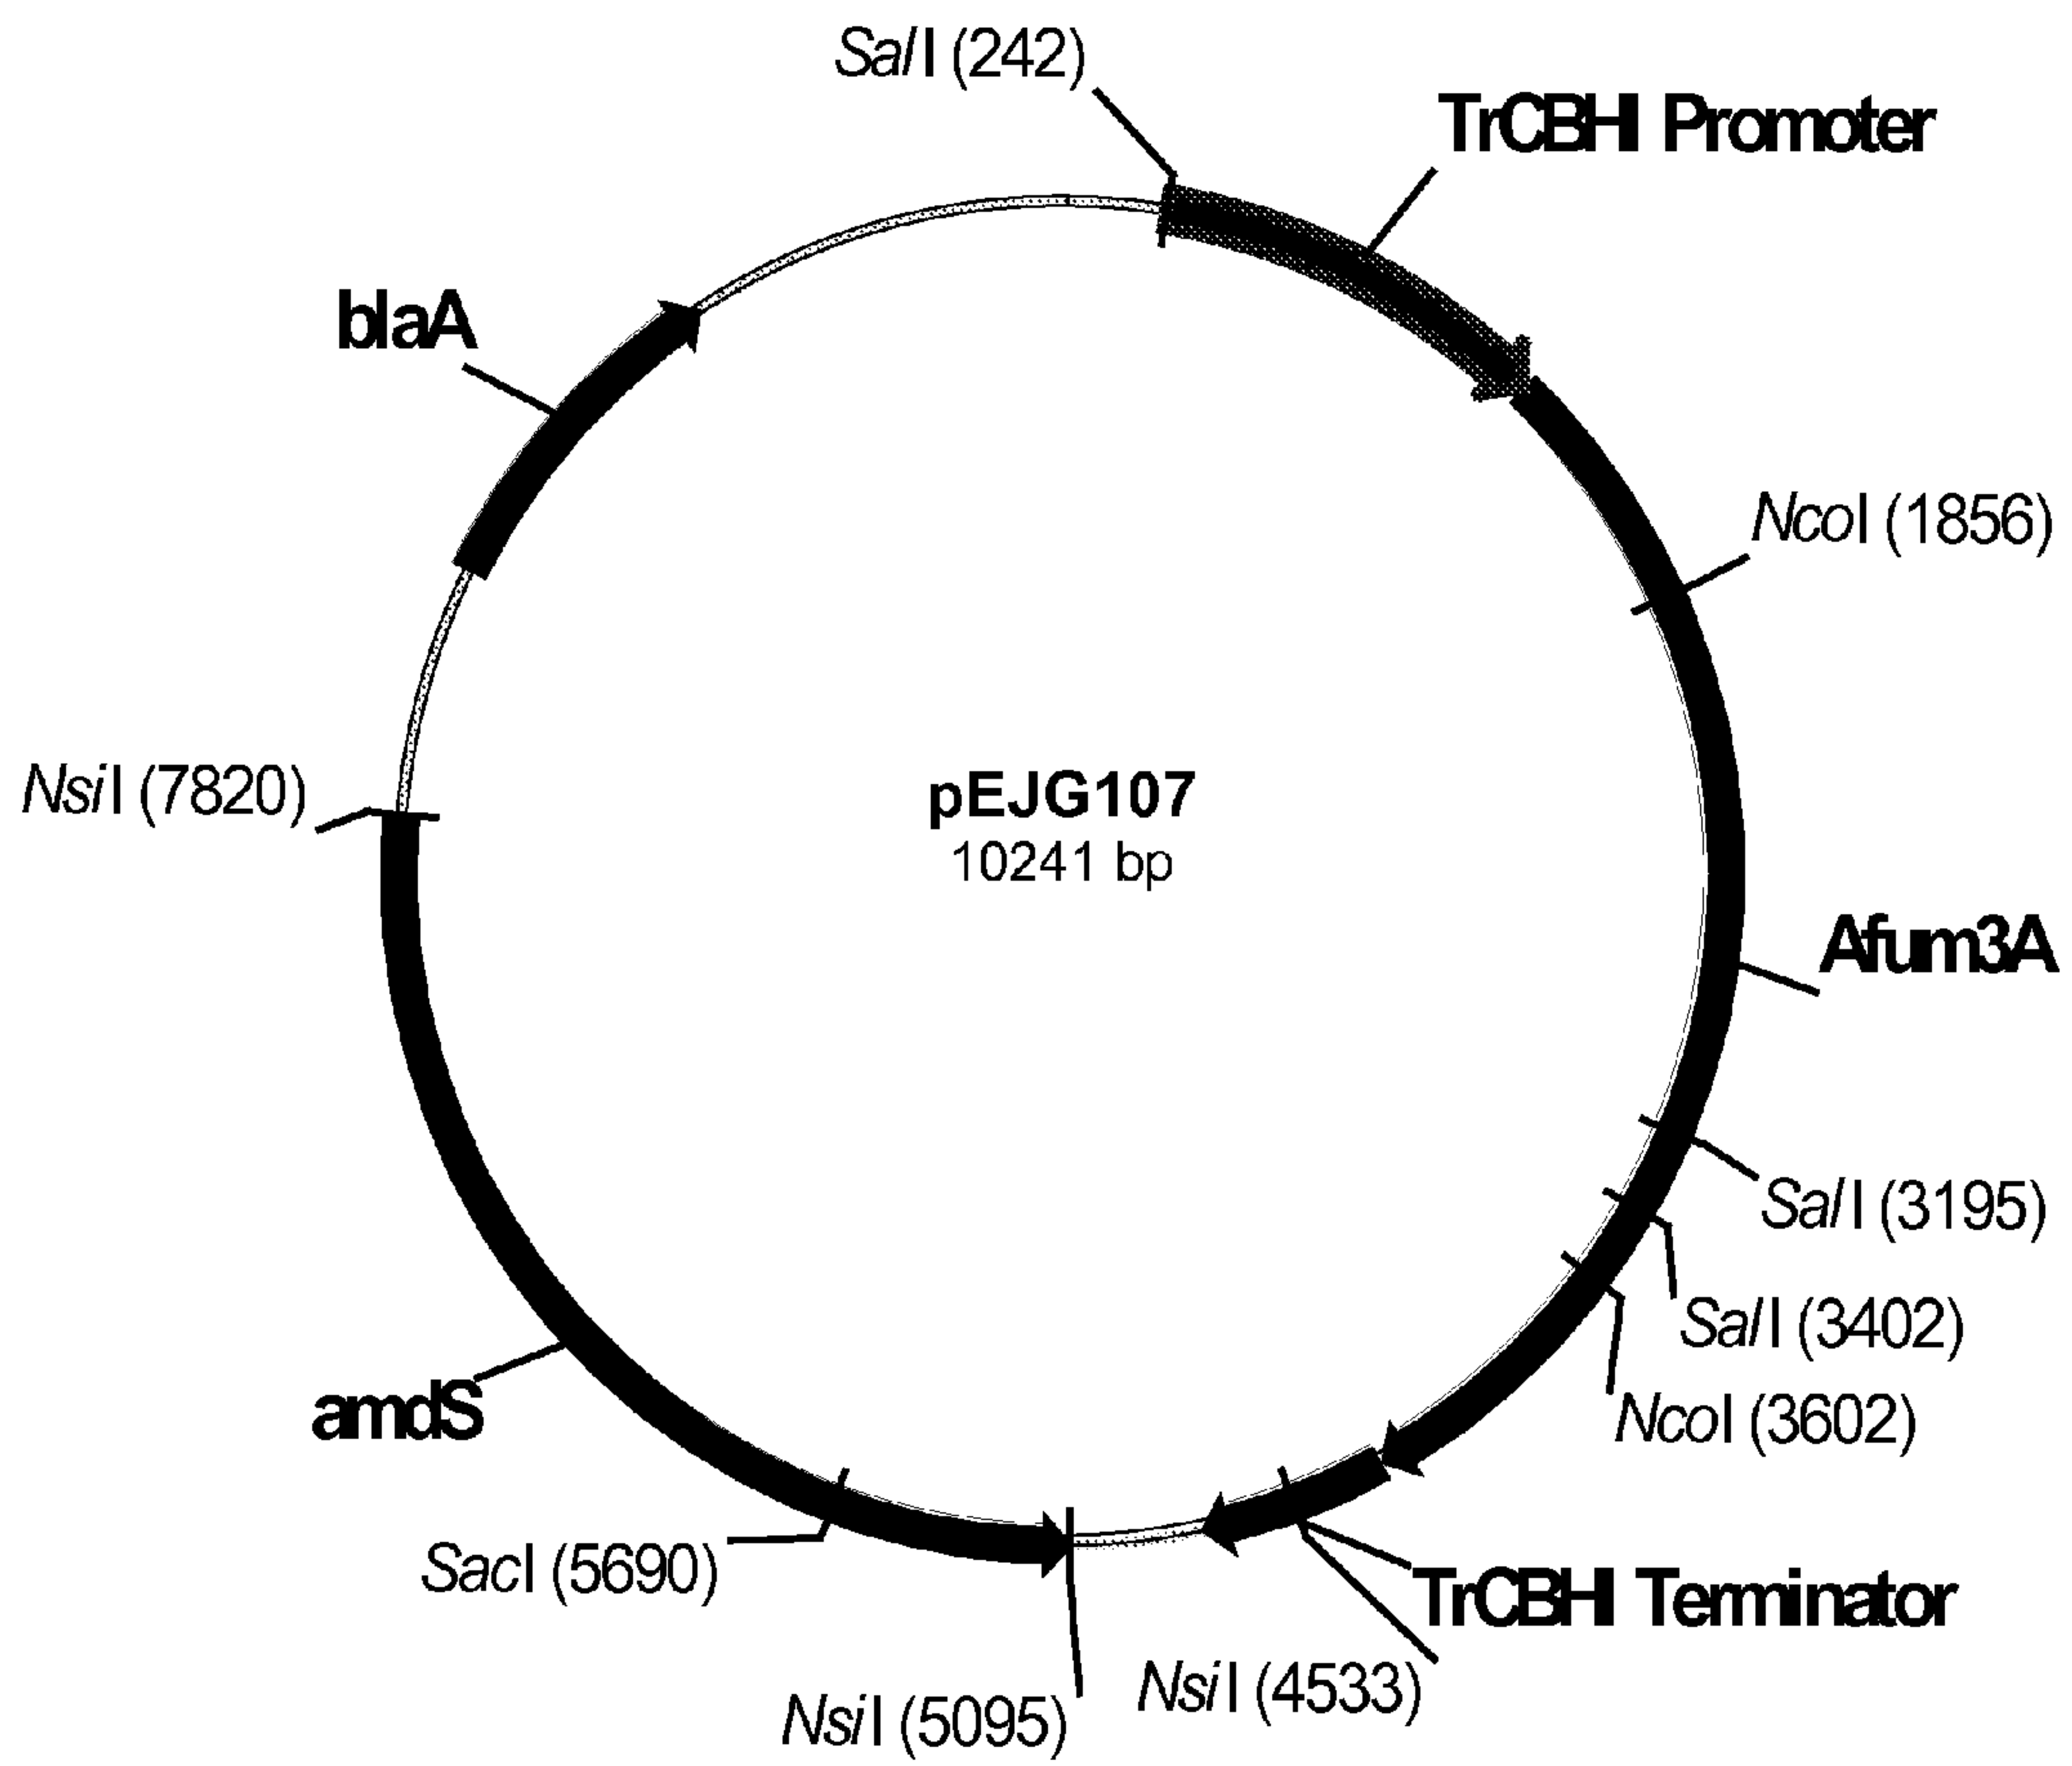 SalI (242)
TrCBHI Promoter
blaA
NcoI (1856)
NsiI (7820)
pEJG107
10241 bp
Afum3A
SalI (3195)
SalI (3402)
amdS
NcoI (3602)
SacI (5690)
TrCBHI Terminator
NsiI (4533)
NsiI (5095)